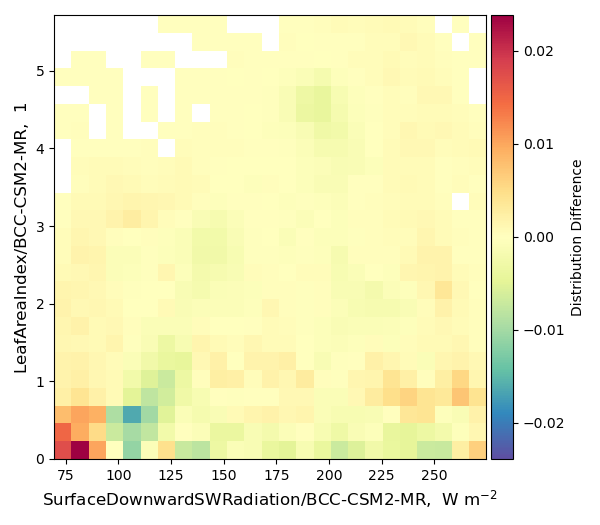 LeafAreaIndex/BCC-CSM2-MR,  1
5
4
3
2
1
0
75 100 125 150 175 200 225 250
SurfaceDownwardSWRadiation/BCC-CSM2-MR,  W m⁻²
0.02
0.01
0.00
−0.01
−0.02
Distribution Difference